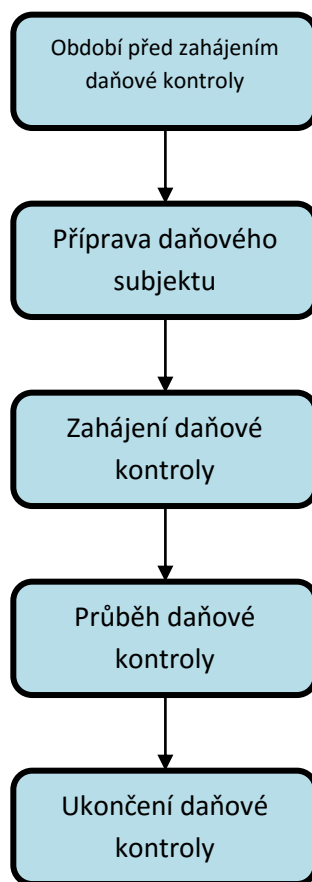 Období před zahájením
daňové kontroly
Příprava daňového
subjektu
Zahájení daňové
kontroly
Průběh daňové
kontroly
Ukončení daňové
kontroly